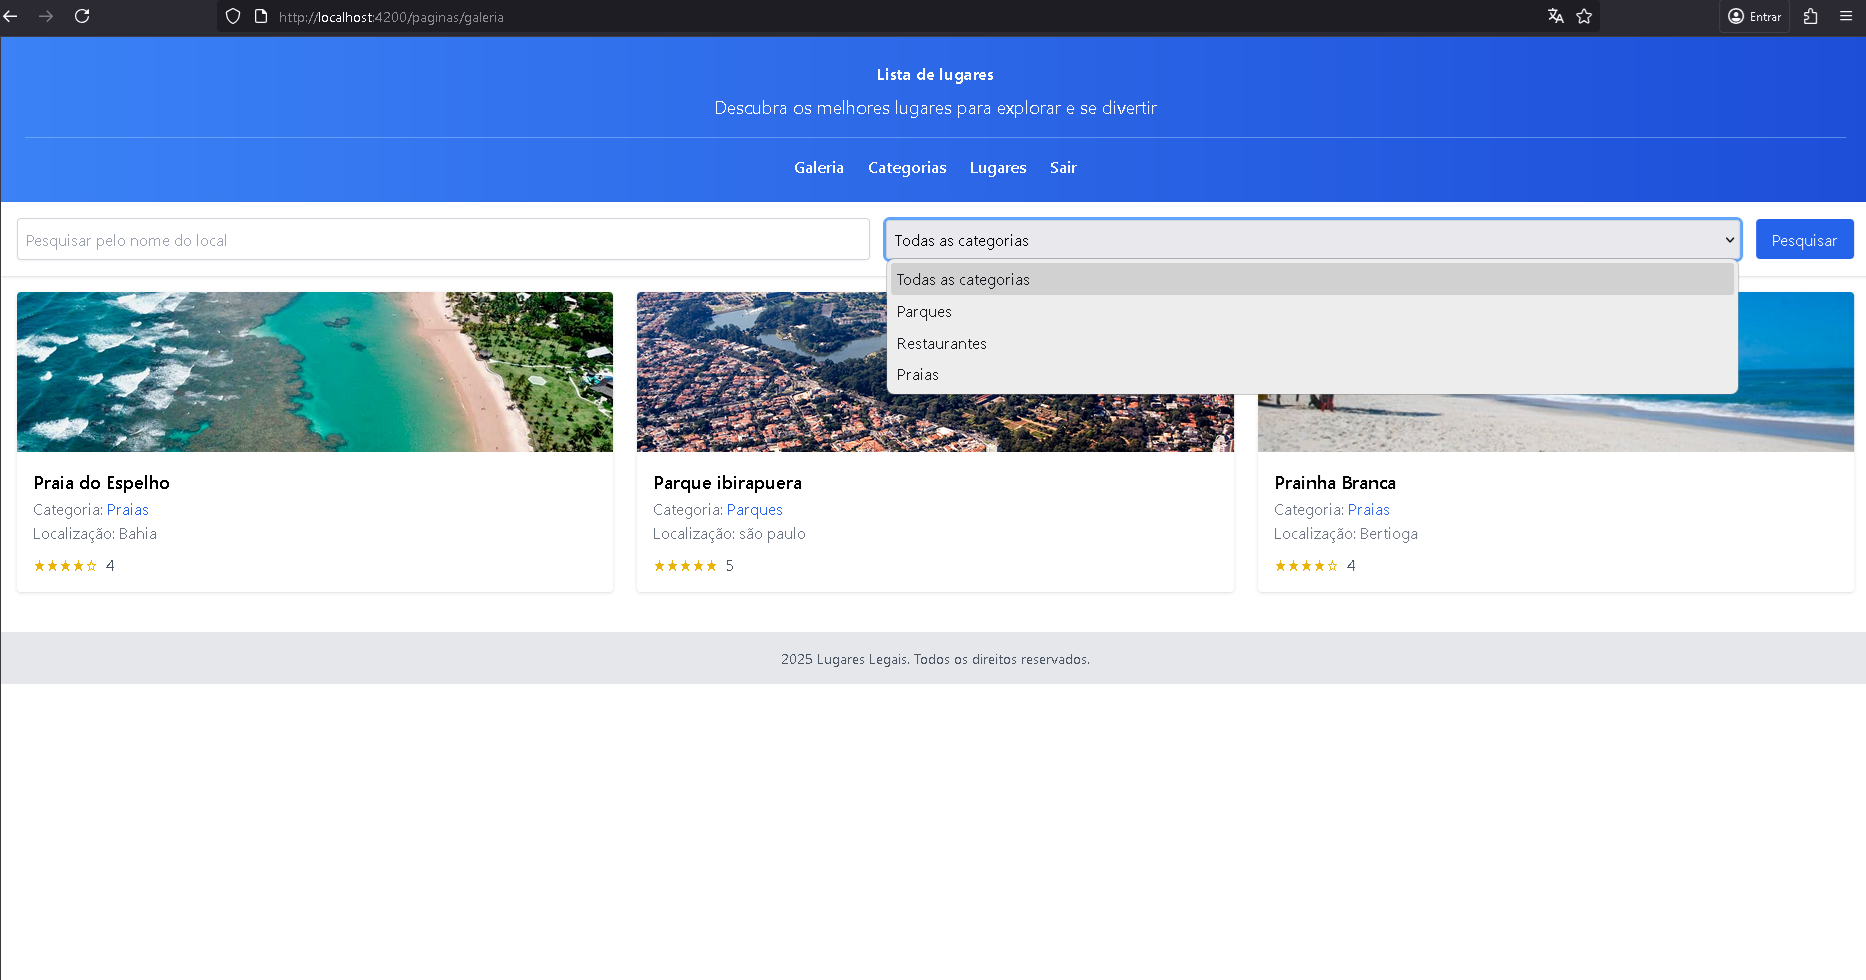 http://localhost:4200/paginas/galeria
Entrar
Lista de lugares
Descubra os melhores lugares para explorar e se divertir
Galeria Categorias Lugares Sair
Pesquisar pelo nome do local
Todas as categorias
Pesquisar
Todas as categorias
Parques
Restaurantes
Praias
Praia do Espelho
Categoria: Praias
Localização: Bahia
★★★★☆ 4
Parque ibirapuera
Categoria: Parques
Localização: são paulo
★★★★★ 5
Prainha Branca
Categoria: Praias
Localização: Bertioga
★★★★☆ 4
2025 Lugares Legais. Todos os direitos reservados.